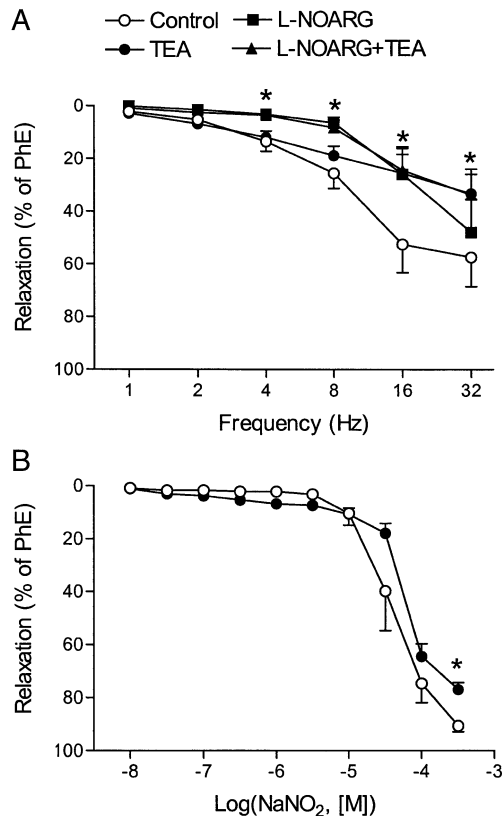 A
Control
L-NOARG
TEA
L-NOARG+TEA
* * * *
Relaxation (% of PhE)
0
20
40
60
80
100
1 2 4 8 16 32
Frequency (Hz)
B
Relaxation (% of PhE)
0
20
40
60
80
100
*
-8 -7 -6 -5 -4 -3
Log(NaNO₂, [M])